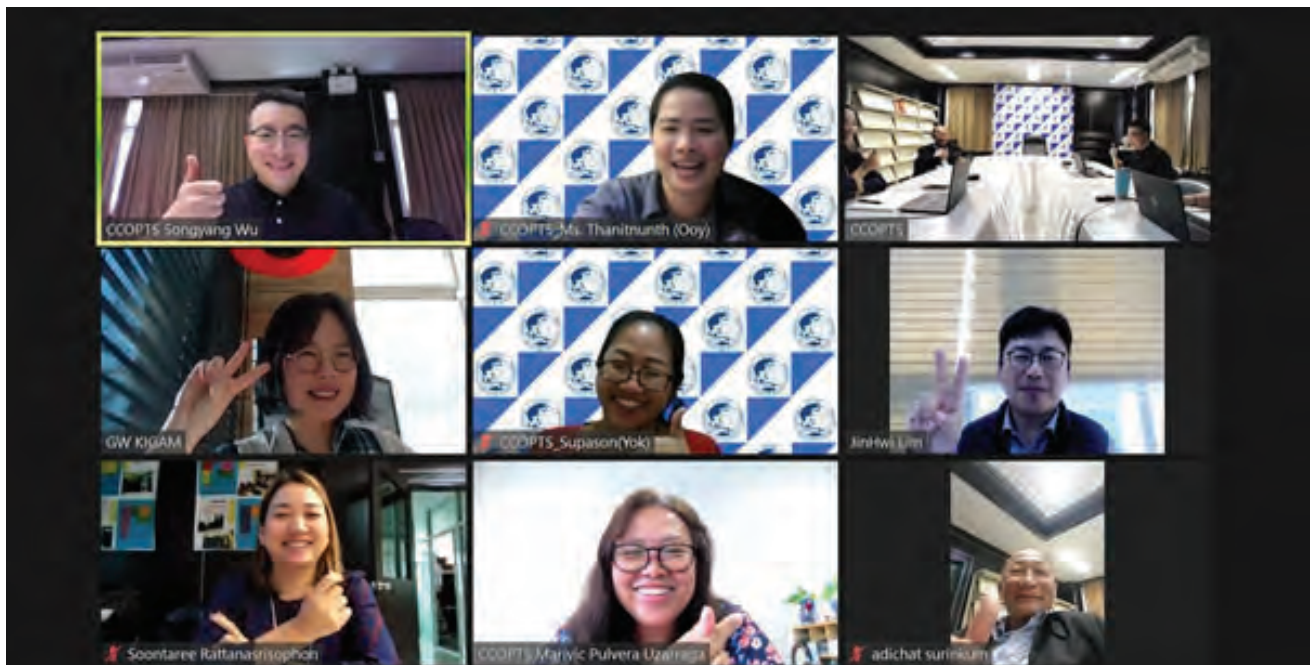 CCOPTS Songyang Wu
CCOPTS_Ms. Thanitnunth (Ooy)
CCOPTS
GW KIGAM
CCOPTS_Supason(Yok)
JinHwi Lim
Soontaree Rattanasrisophon
CCOPTS Marivic Pulvera Uzarraga
adichat surinkum